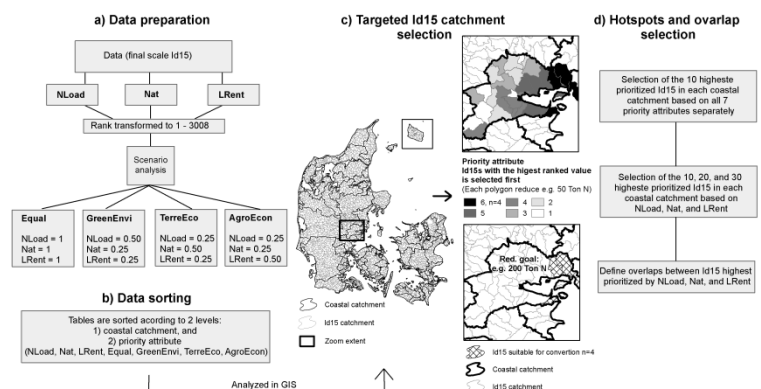 a) Data preparation
Data (final scale Id15)
NLoad
Nat
LRent
Rank transformed to 1 - 3008
Scenario
analysis
Equal
NLoad = 1
Nat = 1
LRent = 1
GreenEnvi
NLoad = 0.50
Nat = 0.25
LRent = 0.25
TerreEco
NLoad = 0.25
Nat = 0.50
LRent = 0.25
AgroEcon
NLoad = 0.25
Nat = 0.25
LRent = 0.50
b) Data sorting
Tables are sorted acording to 2 levels:
1) coastal catchment, and
2) priority attribute
(NLoad, Nat, LRent, Equal, GreenEnvi, TerreEco, AgroEcon)
Analyzed in GIS
c) Targeted Id15 catchment
selection
Coastal catchment
Id15 catchment
Zoom extent
Priority attribute
Id15s with the higest ranked value
is selected first
(Each polygon reduce e.g. 50 Ton N)
6, n=4
4
2
5
3
1
Red. goal:
e.g. 200 Ton N
Id15 suitable for convertion n=4
Coastal catchment
Id15 catchment
d) Hotspots and ovarlap
selection
Selection of the 10 higheste
prioritized Id15 in each coastal
catchment based on all 7
priority attributes separately
Selection of the 10, 20, and 30
higheste prioritized Id15 in each
coastal catchment based on
NLoad, Nat, and LRent
Define overlaps between Id15 highest
prioritized by NLoad, Nat, and LRent